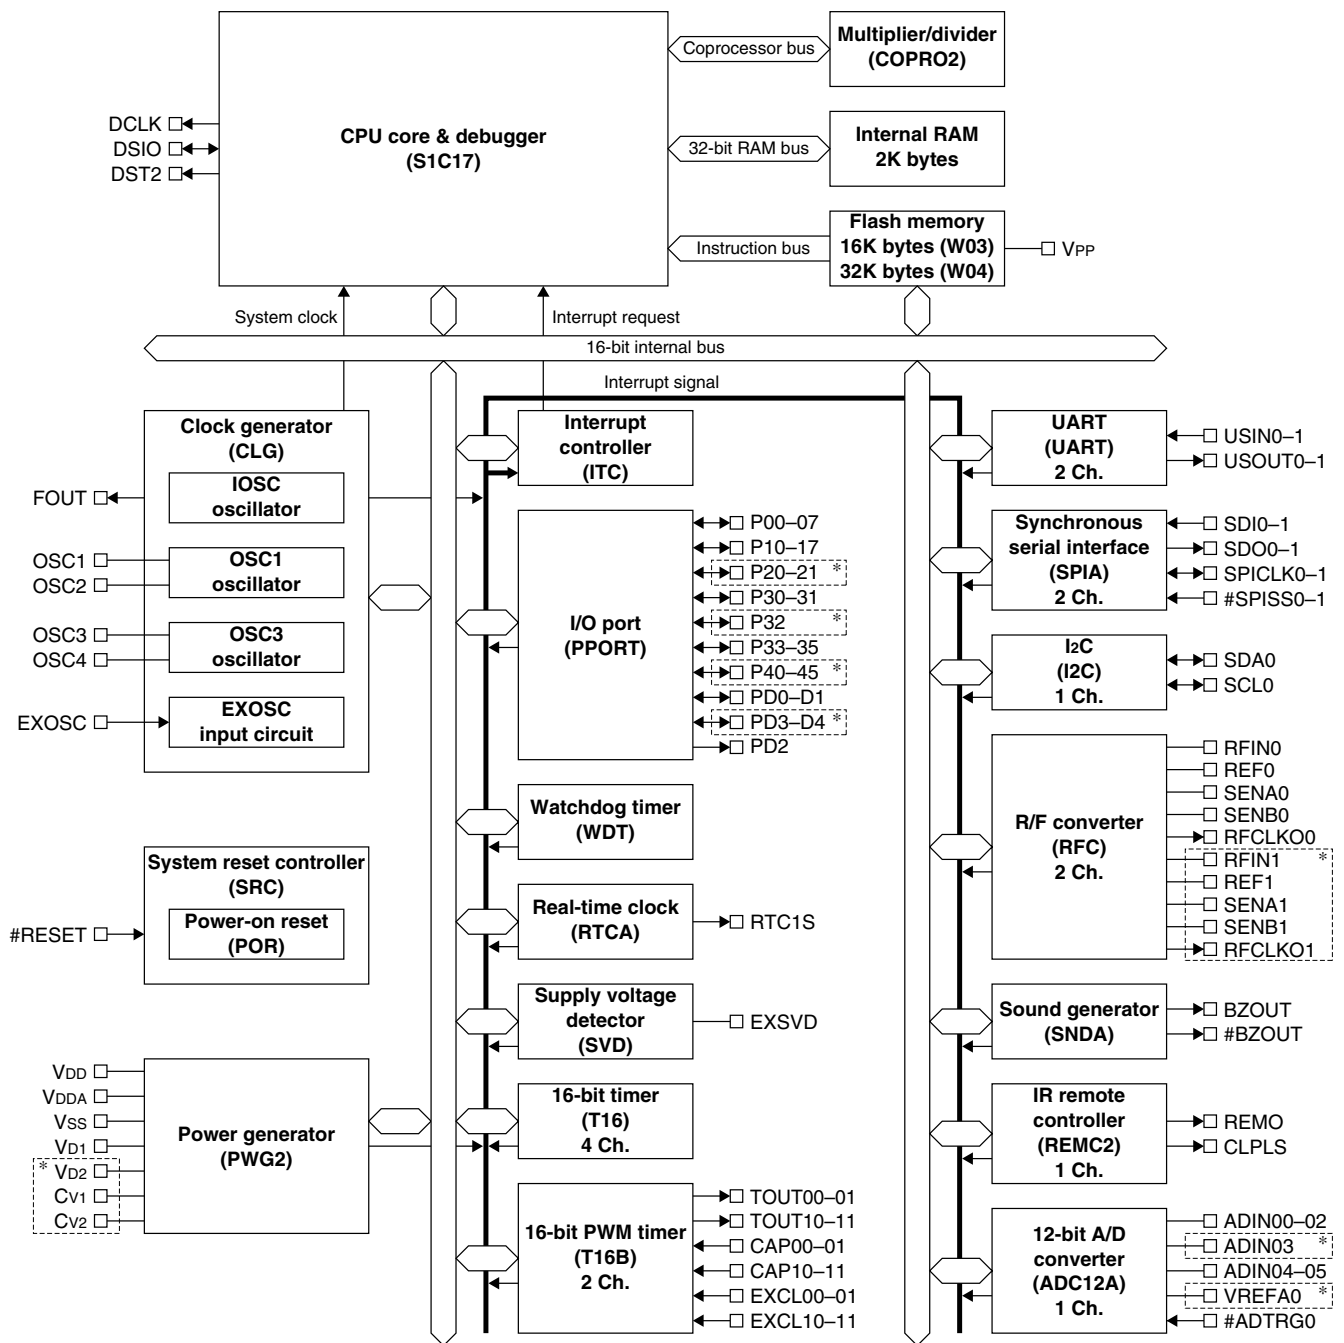 CPU core & debugger
(S1C17)
Coprocessor bus
Multiplier/divider
(COPRO2)
DCLK
DSIO
DST2
32-bit RAM bus
Internal RAM
2K bytes
Instruction bus
Flash memory
16K bytes (W03)
32K bytes (W04)
VPP
System clock
Interrupt request
16-bit internal bus
Interrupt signal
Clock generator
(CLG)
IOSC
oscillator
FOUT
OSC1
OSC2
OSC1
oscillator
OSC3
OSC4
OSC3
oscillator
EXOSC
EXOSC
input circuit
System reset controller
(SRC)
#RESET
Power-on reset
(POR)
VDD
VDDA
VSS
VD1
* VD2
CV1
CV2
Power generator
(PWG2)
Interrupt
controller
(ITC)
I/O port
(PPORT)
P00–07
P10–17
P20–21 *
P30–31
P32 *
P33–35
P40–45 *
PD0–D1
PD3–D4 *
PD2
Watchdog timer
(WDT)
Real-time clock
(RTCA)
RTC1S
Supply voltage
detector
(SVD)
EXSVD
16-bit timer
(T16)
4 Ch.
16-bit PWM timer
(T16B)
2 Ch.
TOUT00–01
TOUT10–11
CAP00–01
CAP10–11
EXCL00–01
EXCL10–11
UART
(UART)
2 Ch.
USIN0–1
USOUT0–1
Synchronous
serial interface
(SPIA)
2 Ch.
SDI0–1
SDO0–1
SPICLK0–1
#SPISS0–1
I2C
(I2C)
1 Ch.
SDA0
SCL0
R/F converter
(RFC)
2 Ch.
RFIN0
REF0
SENA0
SENB0
RFCLKO0
RFIN1 *
REF1
SENA1
SENB1
RFCLKO1
Sound generator
(SNDA)
BZOUT
#BZOUT
IR remote
controller
(REMC2)
1 Ch.
REMO
CLPLS
12-bit A/D
converter
(ADC12A)
1 Ch.
ADIN00–02
ADIN03 *
ADIN04–05
VREFA0 *
#ADTRG0